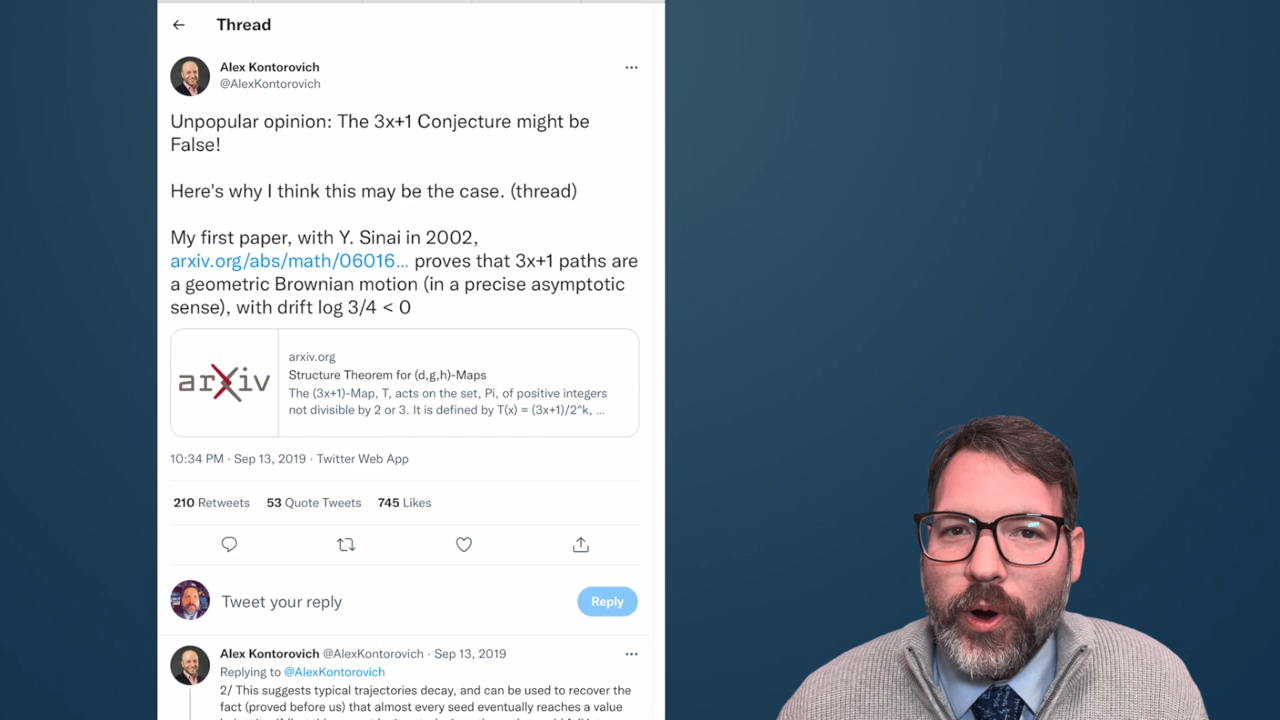 Thread
Alex Kontorovich
@AlexKontorovich
Unpopular opinion: The 3x+1 Conjecture might be
False!
Here's why I think this may be the case. (thread)
My first paper, with Y. Sinai in 2002,
arxiv.org/abs/math/06016… proves that 3x+1 paths are
a geometric Brownian motion (in a precise asymptotic
sense), with drift log 3/4 < 0
arXiv
arxiv.org
Structure Theorem for (d,g,h)-Maps
The (3x+1)-Map, T, acts on the set, Pi, of positive integers
not divisible by 2 or 3. It is defined by T(x) = (3x+1)/2^k, ...
10:34 PM · Sep 13, 2019 · Twitter Web App
210 Retweets 53 Quote Tweets 745 Likes
Tweet your reply
Reply
Alex Kontorovich @AlexKontorovich · Sep 13, 2019
Replying to @AlexKontorovich
2/ This suggests typical trajectories decay, and can be used to recover the
fact (proved before us) that almost every seed eventually reaches a value